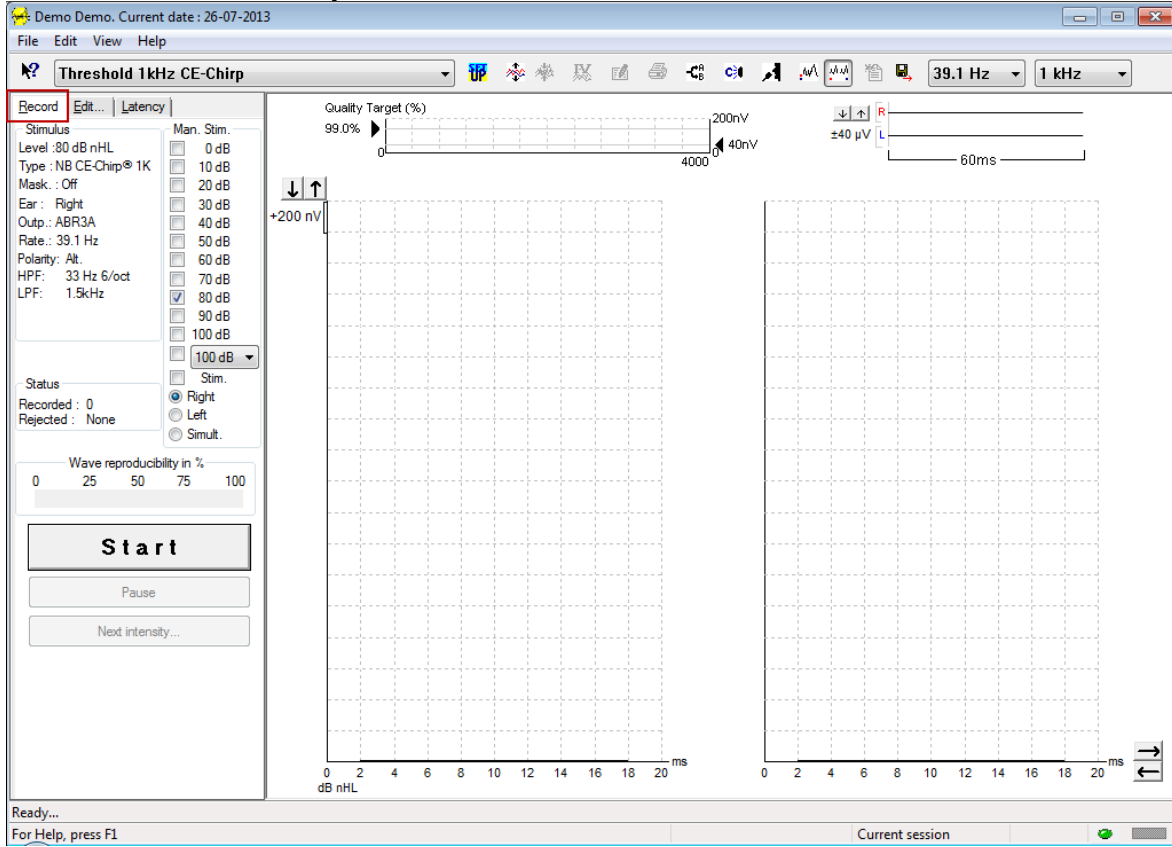 Demo Demo. Current date : 26-07-2013
File Edit View Help
Threshold 1kHz CE-Chirp
39.1 Hz
1 kHz
Record
Edit...
Latency
Stimulus
Level :80 dB nHL
Type : NB CE-Chirp® 1K
Mask. : Off
Ear : Right
Outp.: ABR3A
Rate.: 39.1 Hz
Polarity: Alt.
HPF: 33 Hz 6/oct
LPF: 1.5kHz
Man. Stim.
0 dB
10 dB
20 dB
30 dB
40 dB
50 dB
60 dB
70 dB
80 dB
90 dB
100 dB
100 dB
Stim.
Right
Left
Simult.
Status
Recorded : 0
Rejected : None
Wave reproducibility in %
0 25 50 75 100
Start
Pause
Next intensity...
Quality Target (%)
99.0%
0
4000
200nV
40nV
0
R
±40 µV L
60ms
+200 nV
0 2 4 6 8 10 12 14 16 18 20 ms
dB nHL
0 2 4 6 8 10 12 14 16 18 20 ms
Ready...
For Help, press F1
Current session